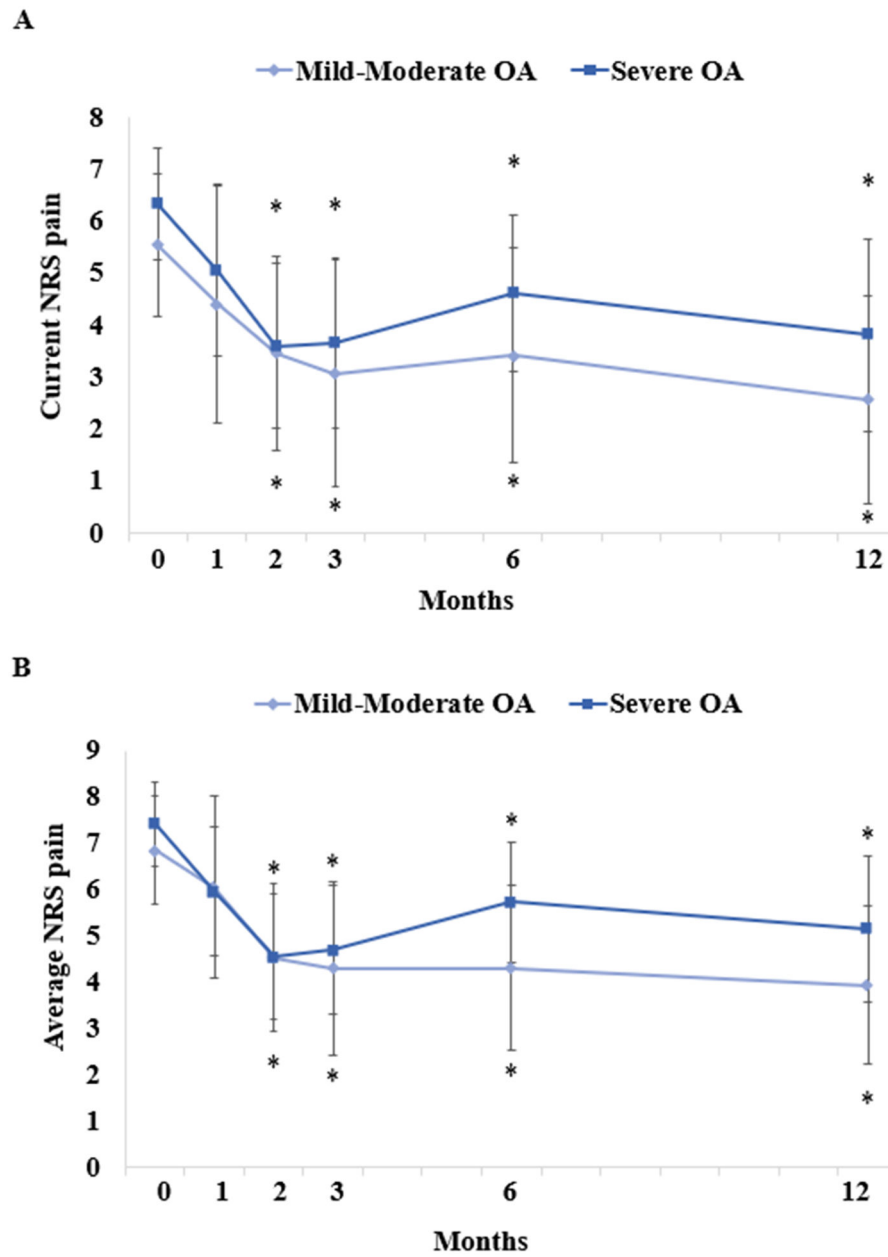 A
Mild-Moderate OA Severe OA
8
7
6
5
4
3
2
1
0
Current NRS pain
* * * *
* * * *
0 1 2 3 6 12
Months
B
Mild-Moderate OA Severe OA
9
8
7
6
5
4
3
2
1
0
Average NRS pain
* * * *
* * * *
0 1 2 3 6 12
Months